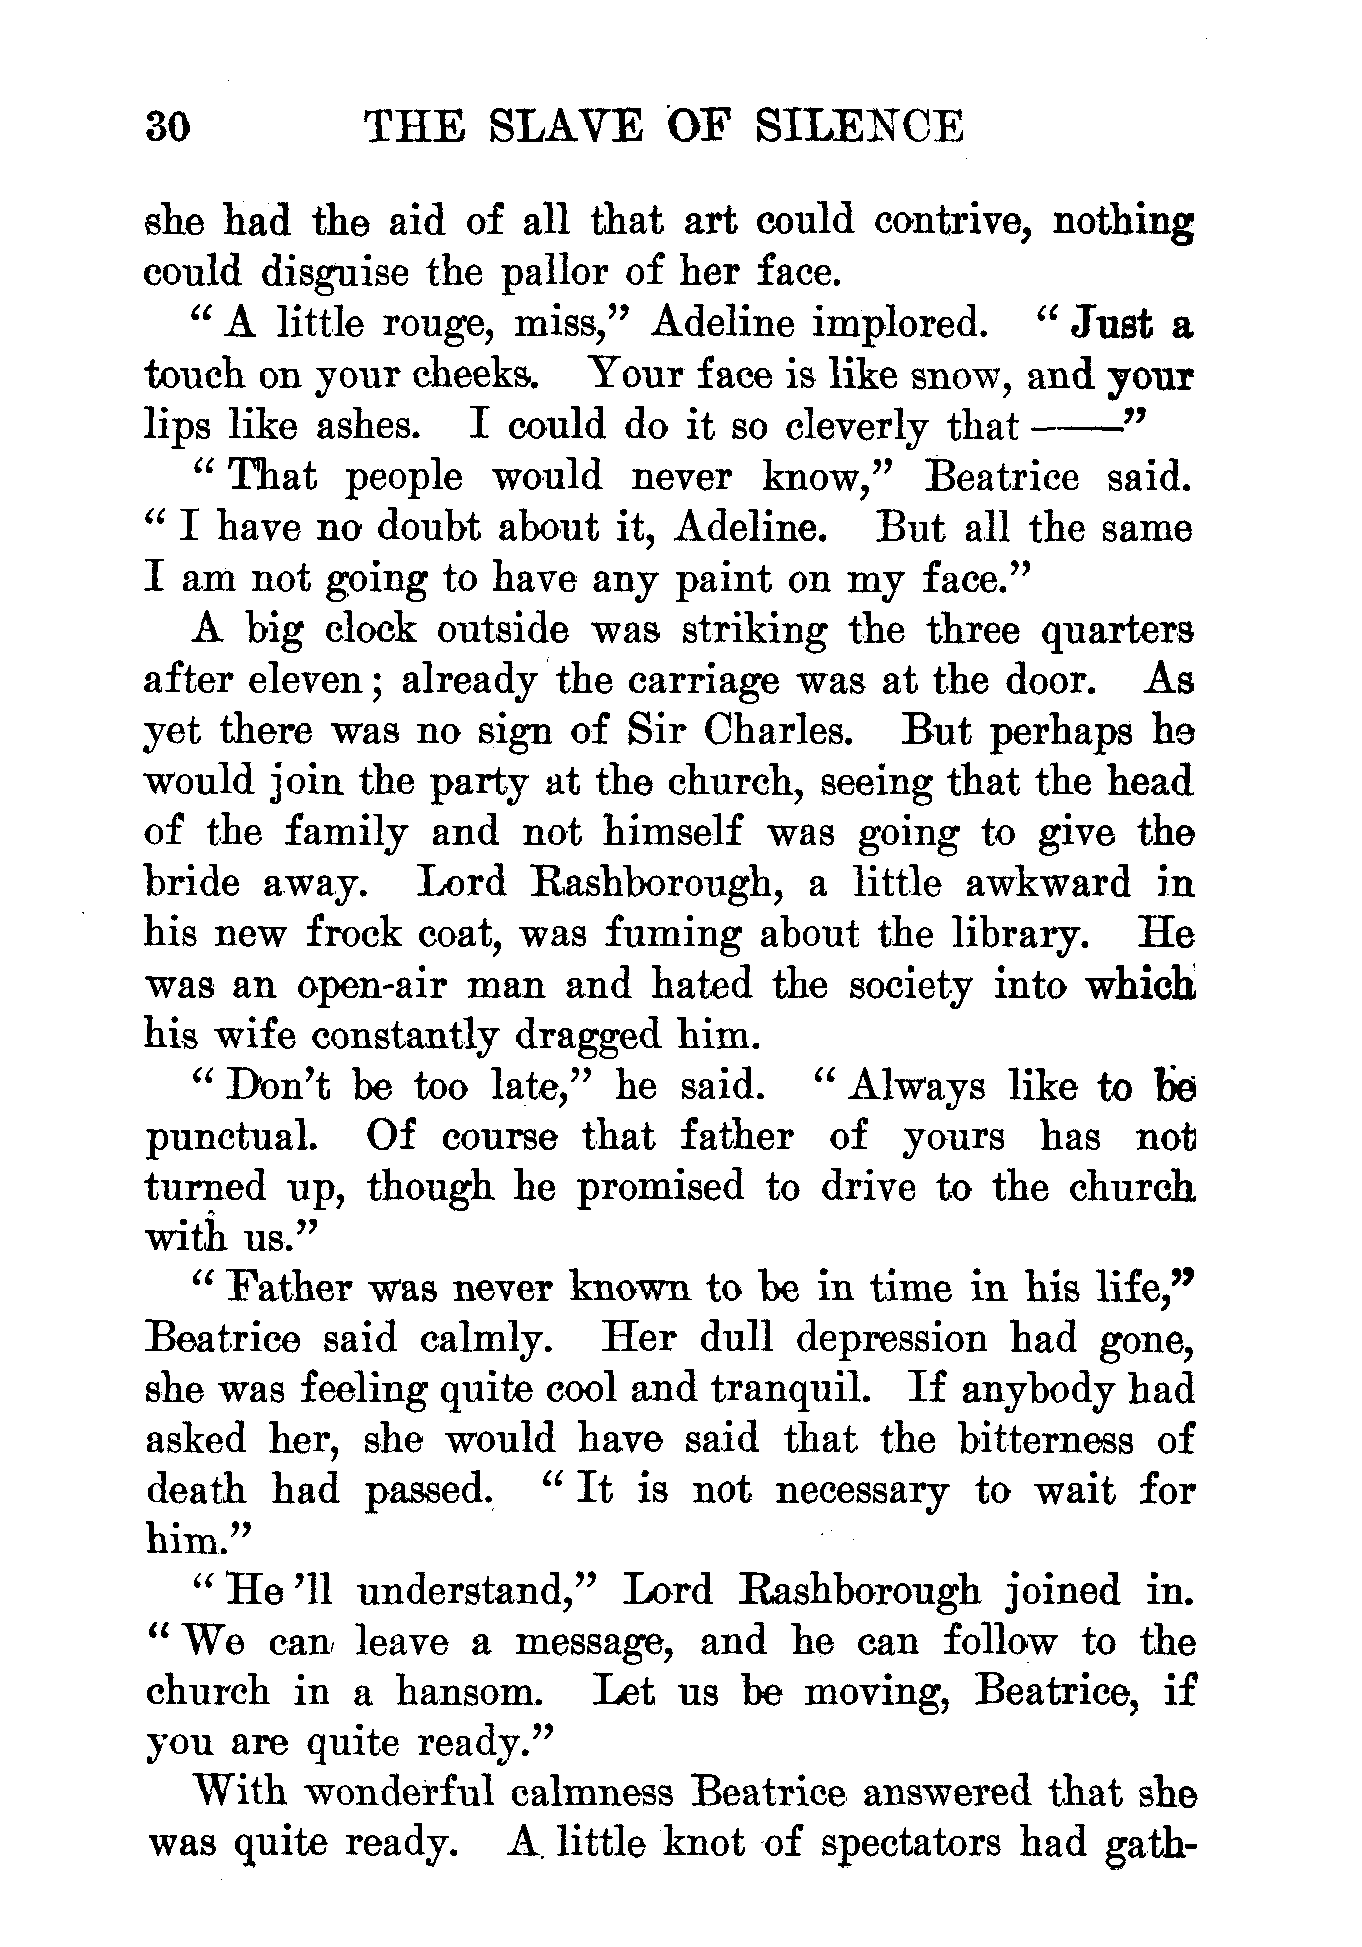 30 THE SLAVE OF SILENCE
she had the aid of all that art could contrive, nothing
could disguise the pallor of her face.
“ A little rouge, miss,” Adeline implored. “ Just a
touch on your cheeks. Your face is like snow, and your
lips like ashes. I could do it so cleverly that ——”
“ That people would never know,” Beatrice said.
“ I have no doubt about it, Adeline. But all the same
I am not going to have any paint on my face.”
A big clock outside was striking the three quarters
after eleven; already the carriage was at the door. As
yet there was no sign of Sir Charles. But perhaps he
would join the party at the church, seeing that the head
of the family and not himself was going to give the
bride away. Lord Rashborough, a little awkward in
his new frock coat, was fuming about the library. He
was an open-air man and hated the society into which
his wife constantly dragged him.
“ Don’t be too late,” he said. “ Always like to be
punctual. Of course that father of yours has not
turned up, though he promised to drive to the church
with us.”
“ Father was never known to be in time in his life,”
Beatrice said calmly. Her dull depression had gone,
she was feeling quite cool and tranquil. If anybody had
asked her, she would have said that the bitterness of
death had passed. “ It is not necessary to wait for
him.”
“ He ’ll understand,” Lord Rashborough joined in.
“ We can leave a message, and he can follow to the
church in a hansom. Let us be moving, Beatrice, if
you are quite ready.”
With wonderful calmness Beatrice answered that she
was quite ready. A little knot of spectators had gath-